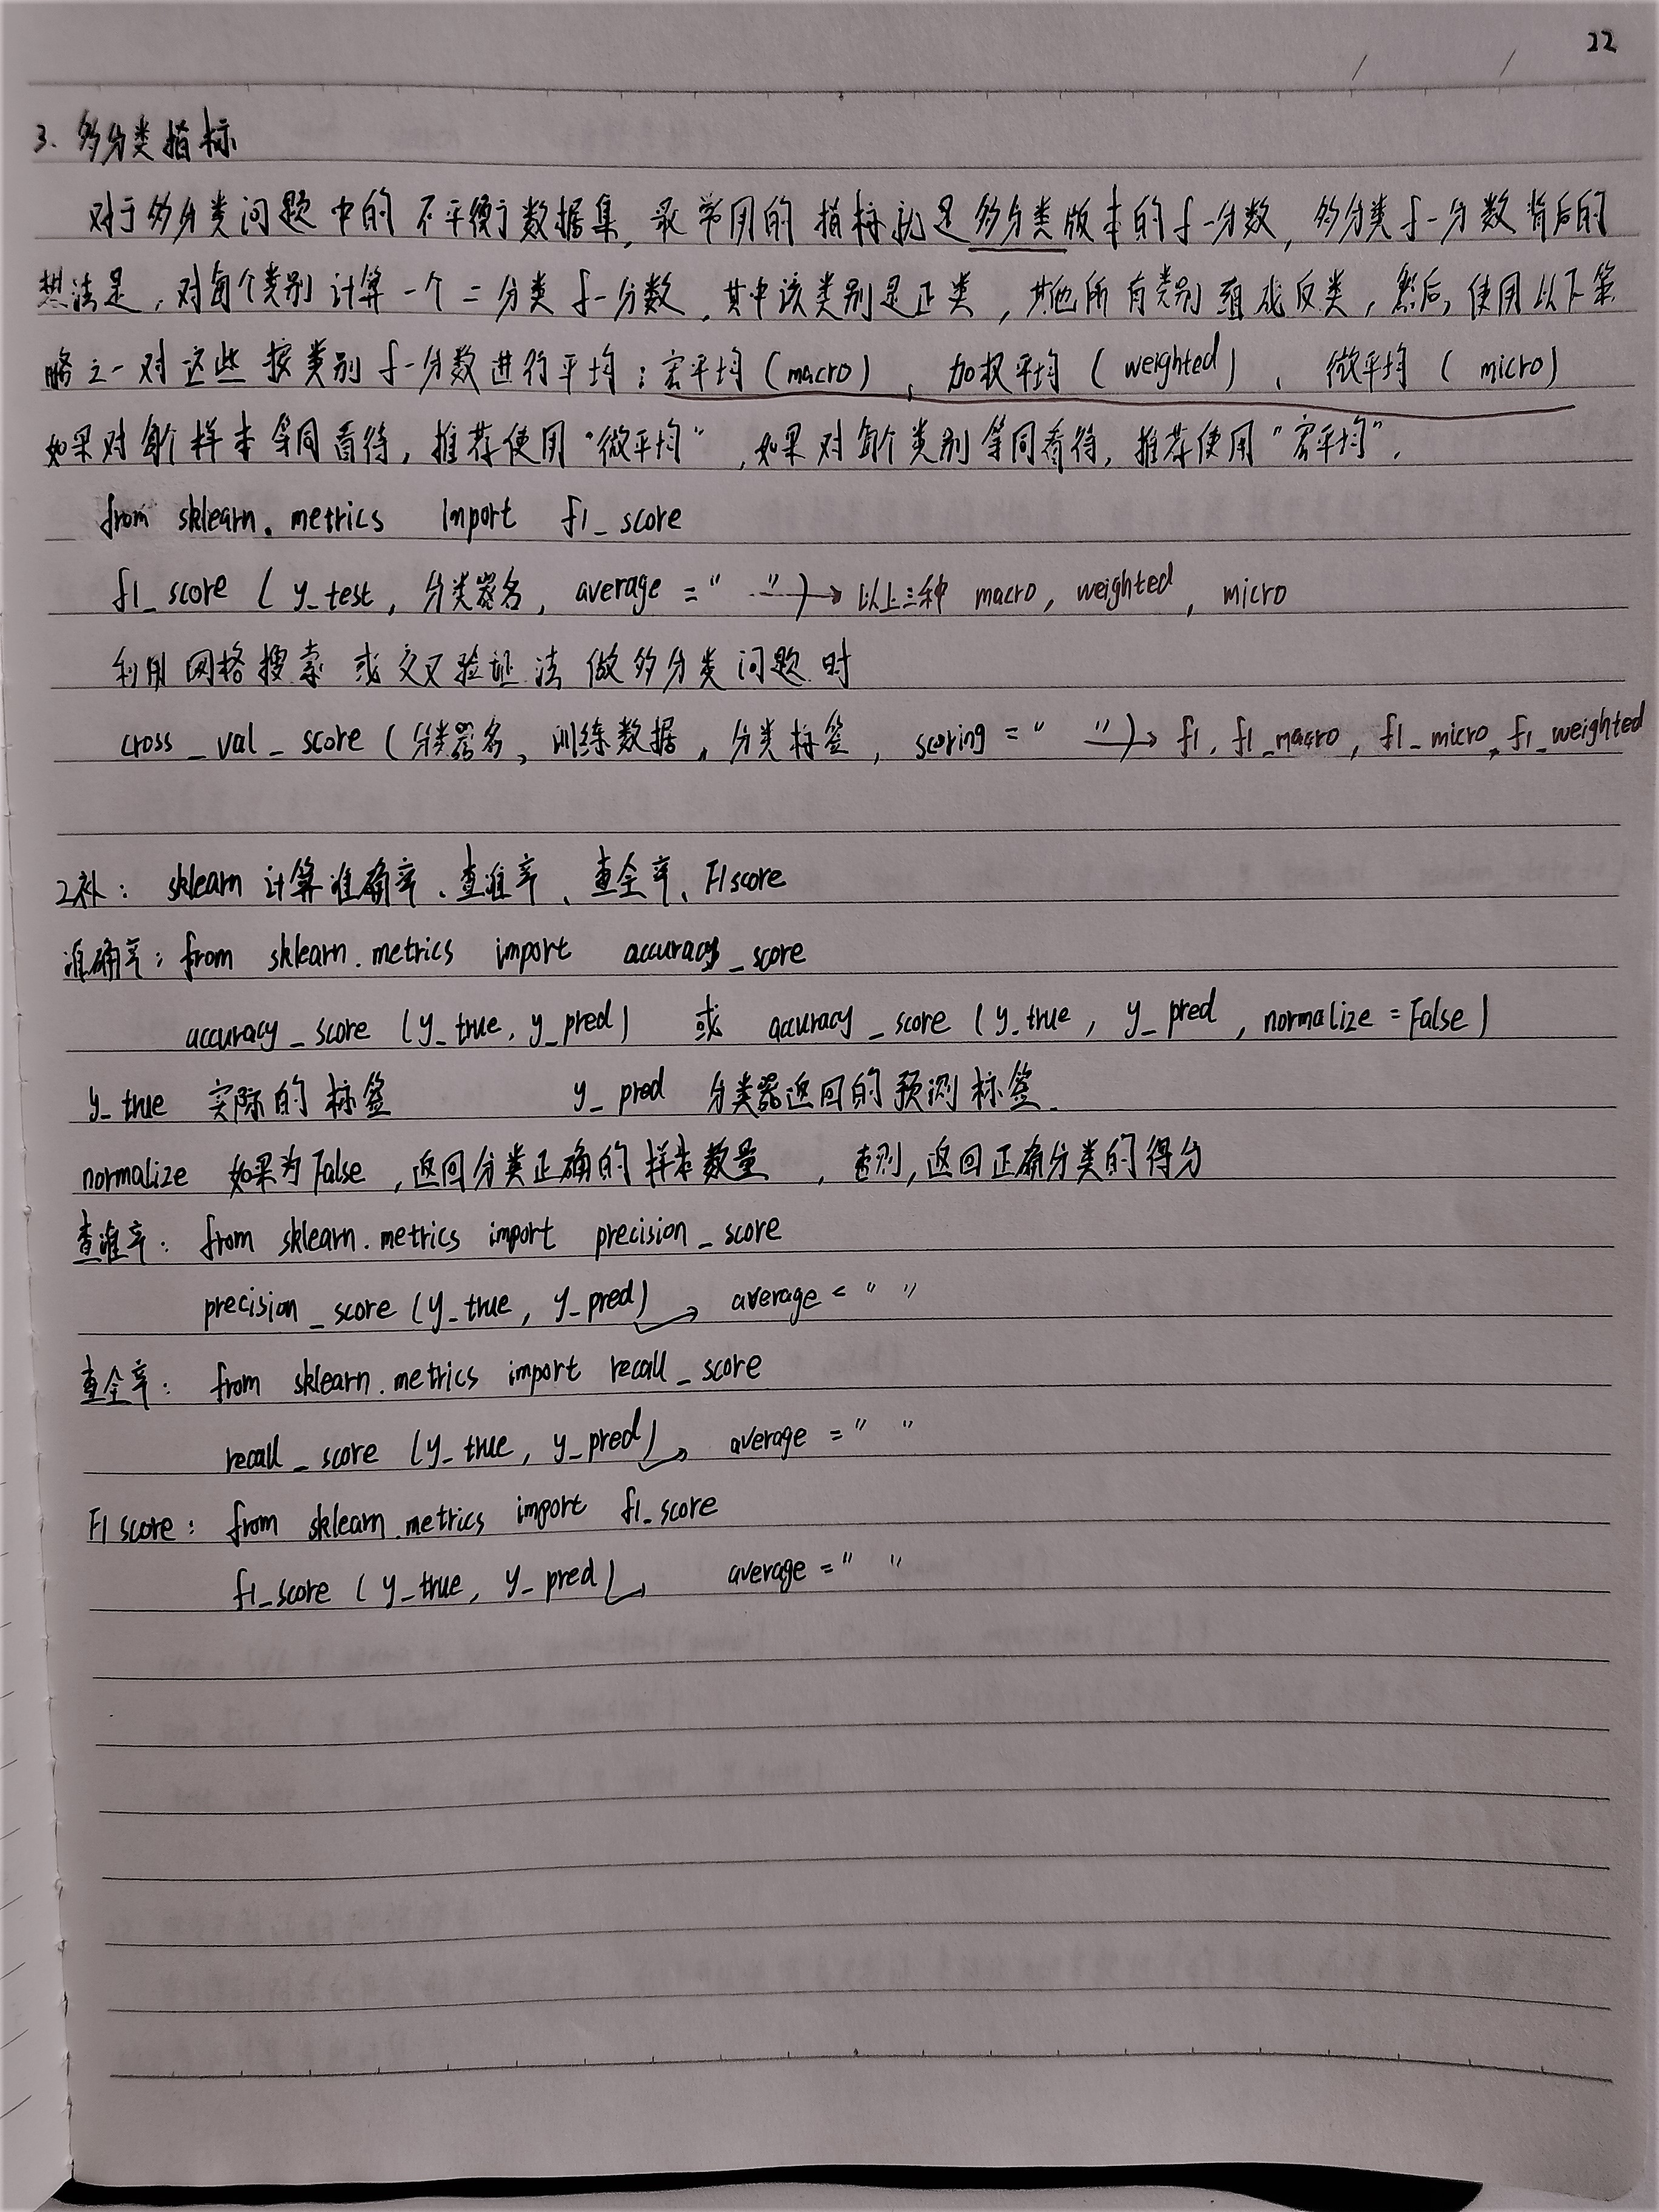 22
3. 多分类指标
对于多分类问题中的不平衡于数据集,最常用的指标就是多分类版本的f-分数,多分类f-分数背后的
想法是,对每个类别计算一个二分类f-分数,其中该类别是正类,其他所有类别组成反类,然后,使用以下策
略之一对这些按类别f-分数进行平均:宏平均(macro)、加权平均(weighted)、微平均(micro)
如果对每个样本等同看待,推荐使用“微平均”,如果对每个类别等同看待,推荐使用“宏平均”.
from sklearn.metrics import f1_score
f1_score(y_test,分类器名,average="…")→以上三种 macro,weighted,micro
利用网格搜索或交叉验证法做多分类问题时
cross_val_score(分类器名,训练数据,分类标签,scoring=" ")→ f1,f1_macro,f1_micro,f1_weighted
2补: sklearn计算准确率、查准率、查全率、F1score
准确率:from sklearn.metrics import accuracy_score
accuracy_score(y_true,y_pred) 或 accuracy_score(y_true,y_pred,normalize=False)
y_true 实际的标签 y_pred 分类器返回的预测标签
normalize 如果为False,返回分类正确的样本数量,否则,返回正确分类的得分
查准率: from sklearn.metrics import precision_score
precision_score(y_true,y_pred)→ average=" "
查全率: from sklearn.metrics import recall_score
recall_score(y_true,y_pred)→ average=" "
F1 score: from sklearn.metrics import f1_score
f1_score(y_true,y_pred)→ average=" "